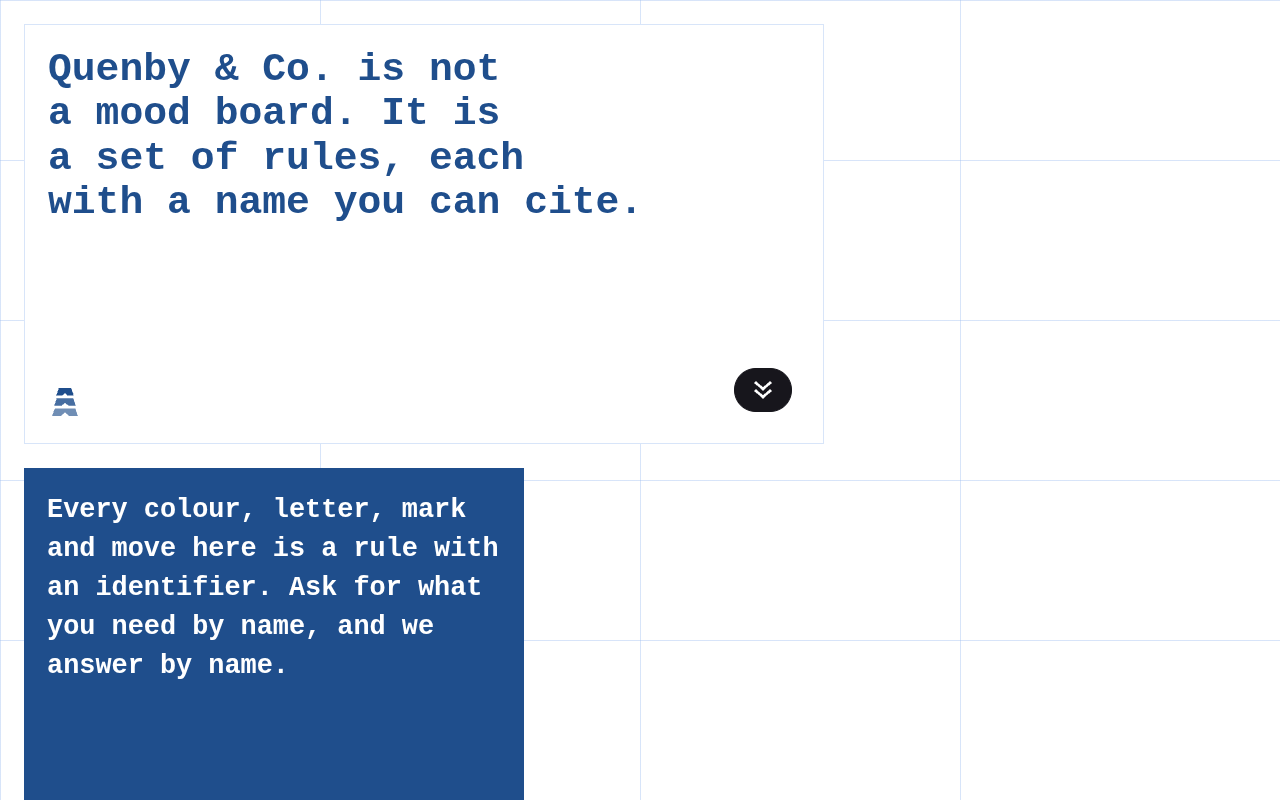 Quenby & Co. is not
a mood board. It is
a set of rules, each
with a name you can cite.
Every colour, letter, mark
and move here is a rule with
an identifier. Ask for what
you need by name, and we
answer by name.